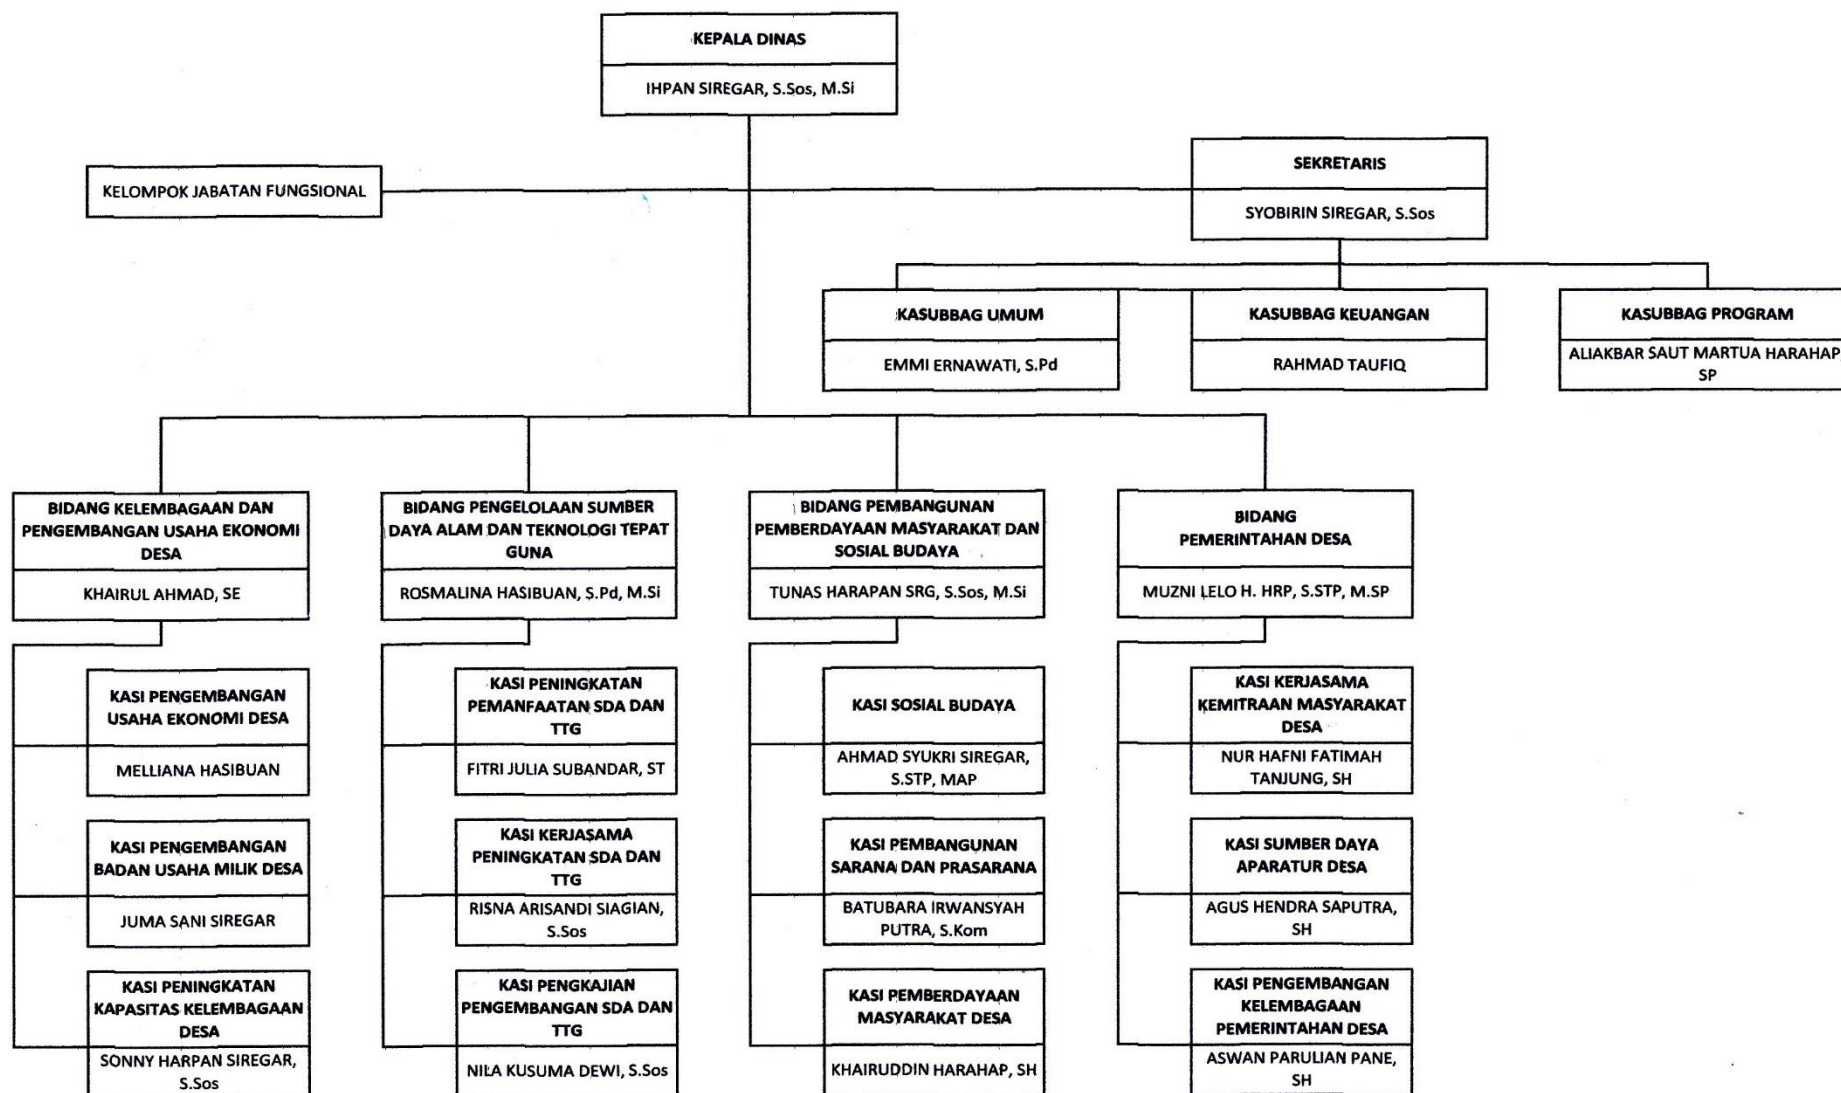 KEPALA DINAS
IHPAN SIREGAR, S.Sos, M.Si
KELOMPOK JABATAN FUNGSIONAL
SEKRETARIS
SYOBIRIN SIREGAR, S.Sos
KASUBBAG UMUM
EMMI ERNAWATI, S.Pd
KASUBBAG KEUANGAN
RAHMAD TAUFIQ
KASUBBAG PROGRAM
ALIAKBAR SAUT MARTUA HARAHAP,
SP
BIDANG KELEMBAGAAN DAN
PENGEMBANGAN USAHA EKONOMI
DESA
KHAIRUL AHMAD, SE
BIDANG PENGELOLAAN SUMBER
DAYA ALAM DAN TEKNOLOGI TEPAT
GUNA
ROSMALINA HASIBUAN, S.Pd, M.Si
BIDANG PEMBANGUNAN
PEMBERDAYAAN MASYARAKAT DAN
SOSIAL BUDAYA
TUNAS HARAPAN SRG, S.Sos, M.Si
BIDANG
PEMERINTAHAN DESA
MUZNI LELO H. HRP, S.STP, M.SP
KASI PENGEMBANGAN
USAHA EKONOMI DESA
MELLIANA HASIBUAN
KASI PENGEMBANGAN
BADAN USAHA MILIK DESA
JUMA SANI SIREGAR
KASI PENINGKATAN
KAPASITAS KELEMBAGAAN
DESA
SONNY HARPAN SIREGAR,
S.Sos
KASI PENINGKATAN
PEMANFAATAN SDA DAN
TTG
FITRI JULIA SUBANDAR, ST
KASI KERJASAMA
PENINGKATAN SDA DAN
TTG
RISNA ARISANDI SIAGIAN,
S.Sos
KASI PENGKAJIAN
PENGEMBANGAN SDA DAN
TTG
NILA KUSUMA DEWI, S.Sos
KASI SOSIAL BUDAYA
AHMAD SYUKRI SIREGAR,
S.STP, MAP
KASI PEMBANGUNAN
SARANA DAN PRASARANA
BATUBARA IRWANSYAH
PUTRA, S.Kom
KASI PEMBERDAYAAN
MASYARAKAT DESA
KHAIRUDDIN HARAHAP, SH
KASI KERJASAMA
KEMITRAAN MASYARAKAT
DESA
NUR HAFNI FATIMAH
TANJUNG, SH
KASI SUMBER DAYA
APARATUR DESA
AGUS HENDRA SAPUTRA,
SH
KASI PENGEMBANGAN
KELEMBAGAAN
PEMERINTAHAN DESA
ASWAN PARULIAN PANE,
SH